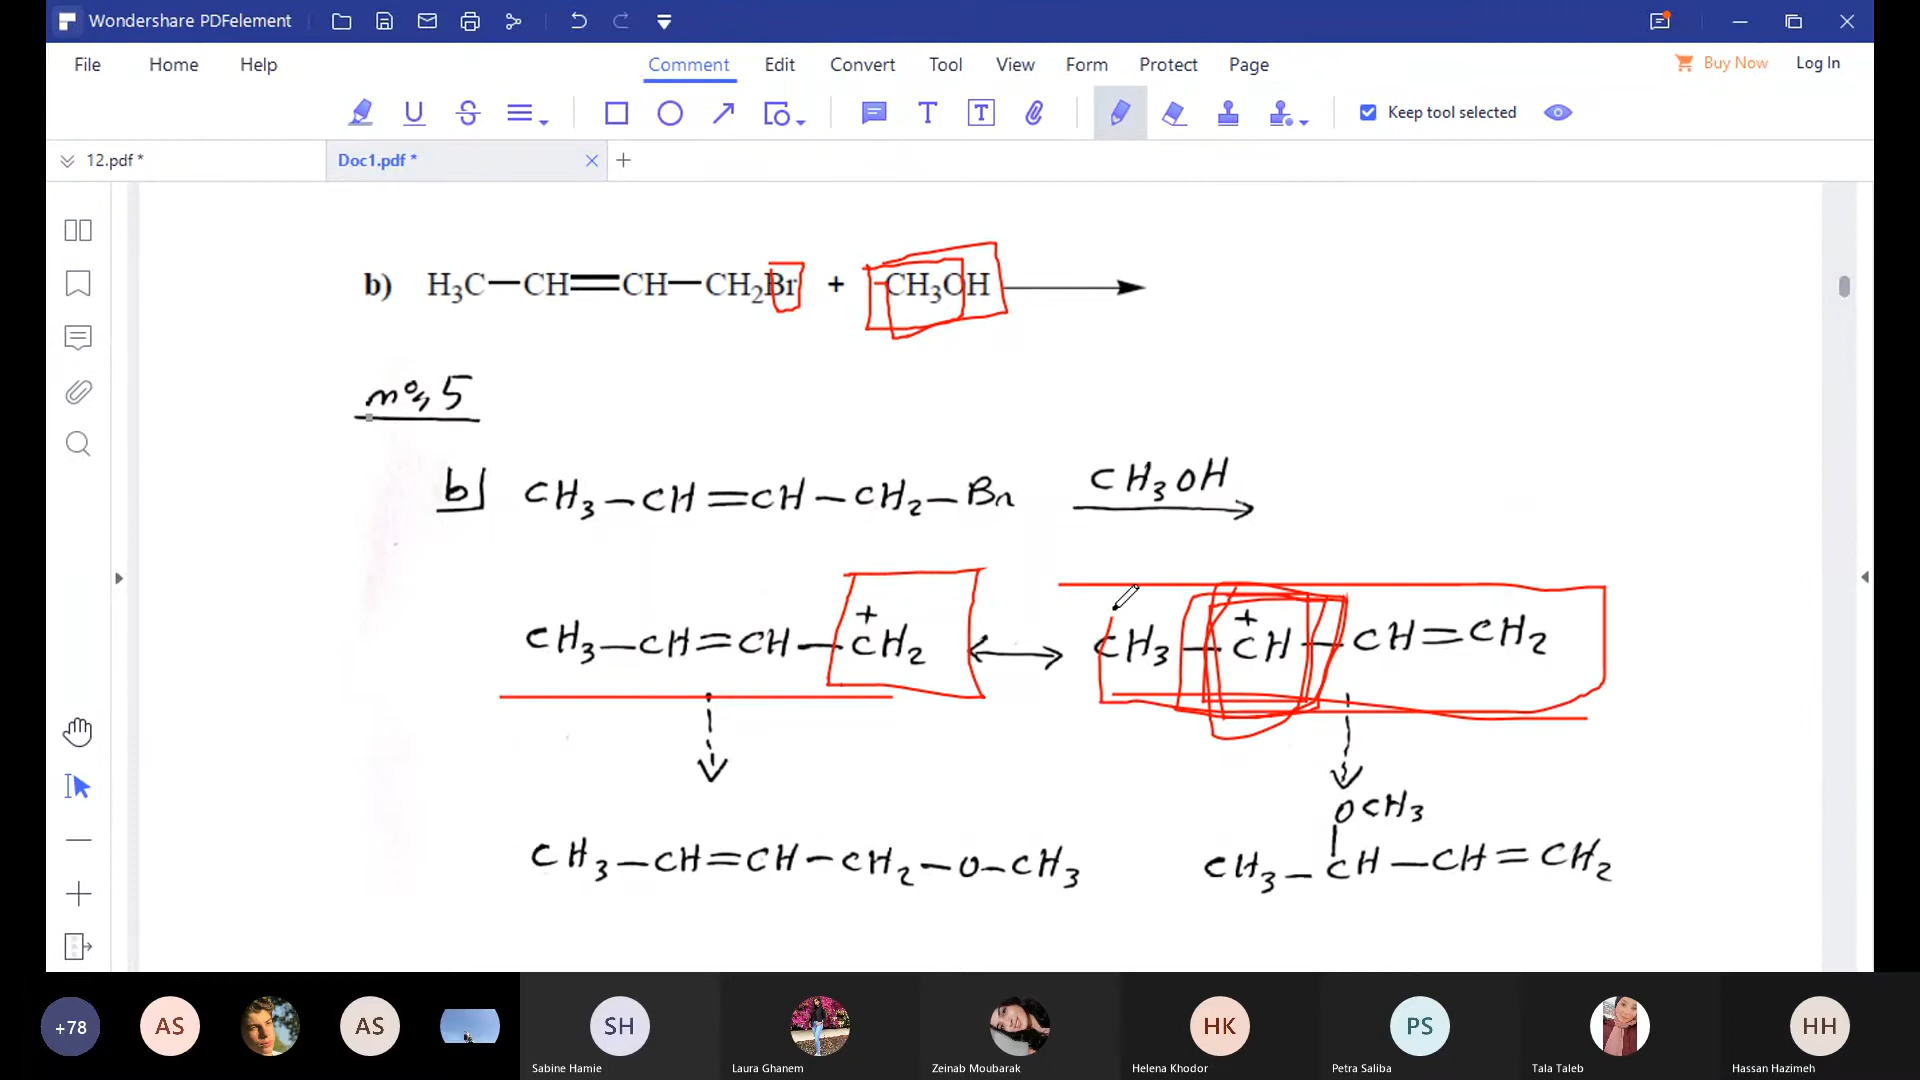 Wondershare PDFelement
File Home Help Comment Edit Convert Tool View Form Protect Page Buy Now Log In
Keep tool selected
12.pdf * Doc1.pdf *
b) H₃C—CH=CH—CH₂Br + CH₃OH
nº, 5
b] CH₃—CH=CH—CH₂—Br CH₃OH
CH₃—CH=CH—C⁺H₂ ↔ CH₃—C⁺H—CH=CH₂
OCH₃
CH₃—CH=CH—CH₂—O—CH₃ CH₃—CH—CH=CH₂
+78 AS AS SH HK PS HH
Sabine Hamie Laura Ghanem Zeinab Moubarak Helena Khodor Petra Saliba Tala Taleb Hassan Hazimeh